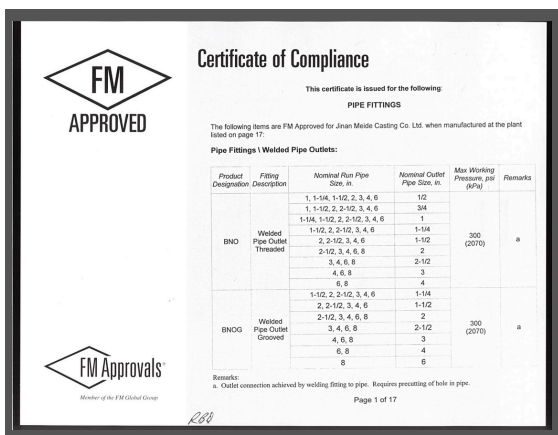 FM
APPROVED
Certificate of Compliance
This certificate is issued for the following:
PIPE FITTINGS
The following items are FM Approved for Jinan Meide Casting Co. Ltd. when manufactured at the plant
listed on page 17:
Pipe Fittings \ Welded Pipe Outlets:
Product Designation Fitting Description Nominal Run Pipe Size, in. Nominal Outlet Pipe Size, in. Max Working Pressure, psi (kPa) Remarks
BNO Welded Pipe Outlet Threaded 300 (2070) a
1, 1-1/4, 1-1/2, 2, 3, 4, 6 1/2
1, 1-1/2, 2, 2-1/2, 3, 4, 6 3/4
1-1/4, 1-1/2, 2, 2-1/2, 3, 4, 6 1
1-1/2, 2, 2-1/2, 3, 4, 6 1-1/4
2, 2-1/2, 3, 4, 6 1-1/2
2-1/2, 3, 4, 6, 8 2
3, 4, 6, 8 2-1/2
4, 6, 8 3
6, 8 4
BNOG Welded Pipe Outlet Grooved 300 (2070) a
1-1/2, 2, 2-1/2, 3, 4, 6 1-1/4
2, 2-1/2, 3, 4, 6 1-1/2
2-1/2, 3, 4, 6, 8 2
3, 4, 6, 8 2-1/2
4, 6, 8 3
6, 8 4
8 6
Remarks:
a. Outlet connection achieved by welding fitting to pipe. Requires precutting of hole in pipe.
FM Approvals
Member of the FM Global Group
Page 1 of 17